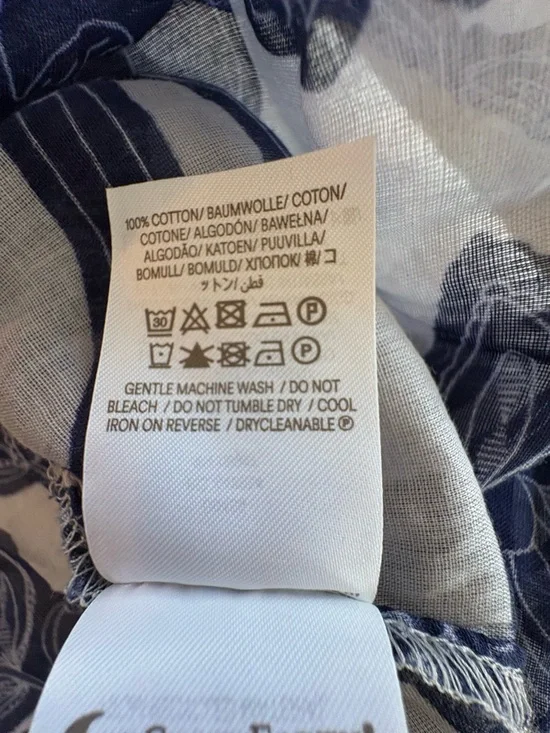 100% COTTON/ BAUMWOLLE/ COTON/
COTONE/ ALGODÓN/ BAWEŁNA/
ALGODÃO/ KATOEN/ PUUVILLA/
BOMULL/ BOMULD/ ХЛОПОК/ 棉/ コ
ットン/ قطن/
30 P
P
GENTLE MACHINE WASH / DO NOT
BLEACH / DO NOT TUMBLE DRY / COOL
IRON ON REVERSE / DRYCLEANABLE Ⓟ